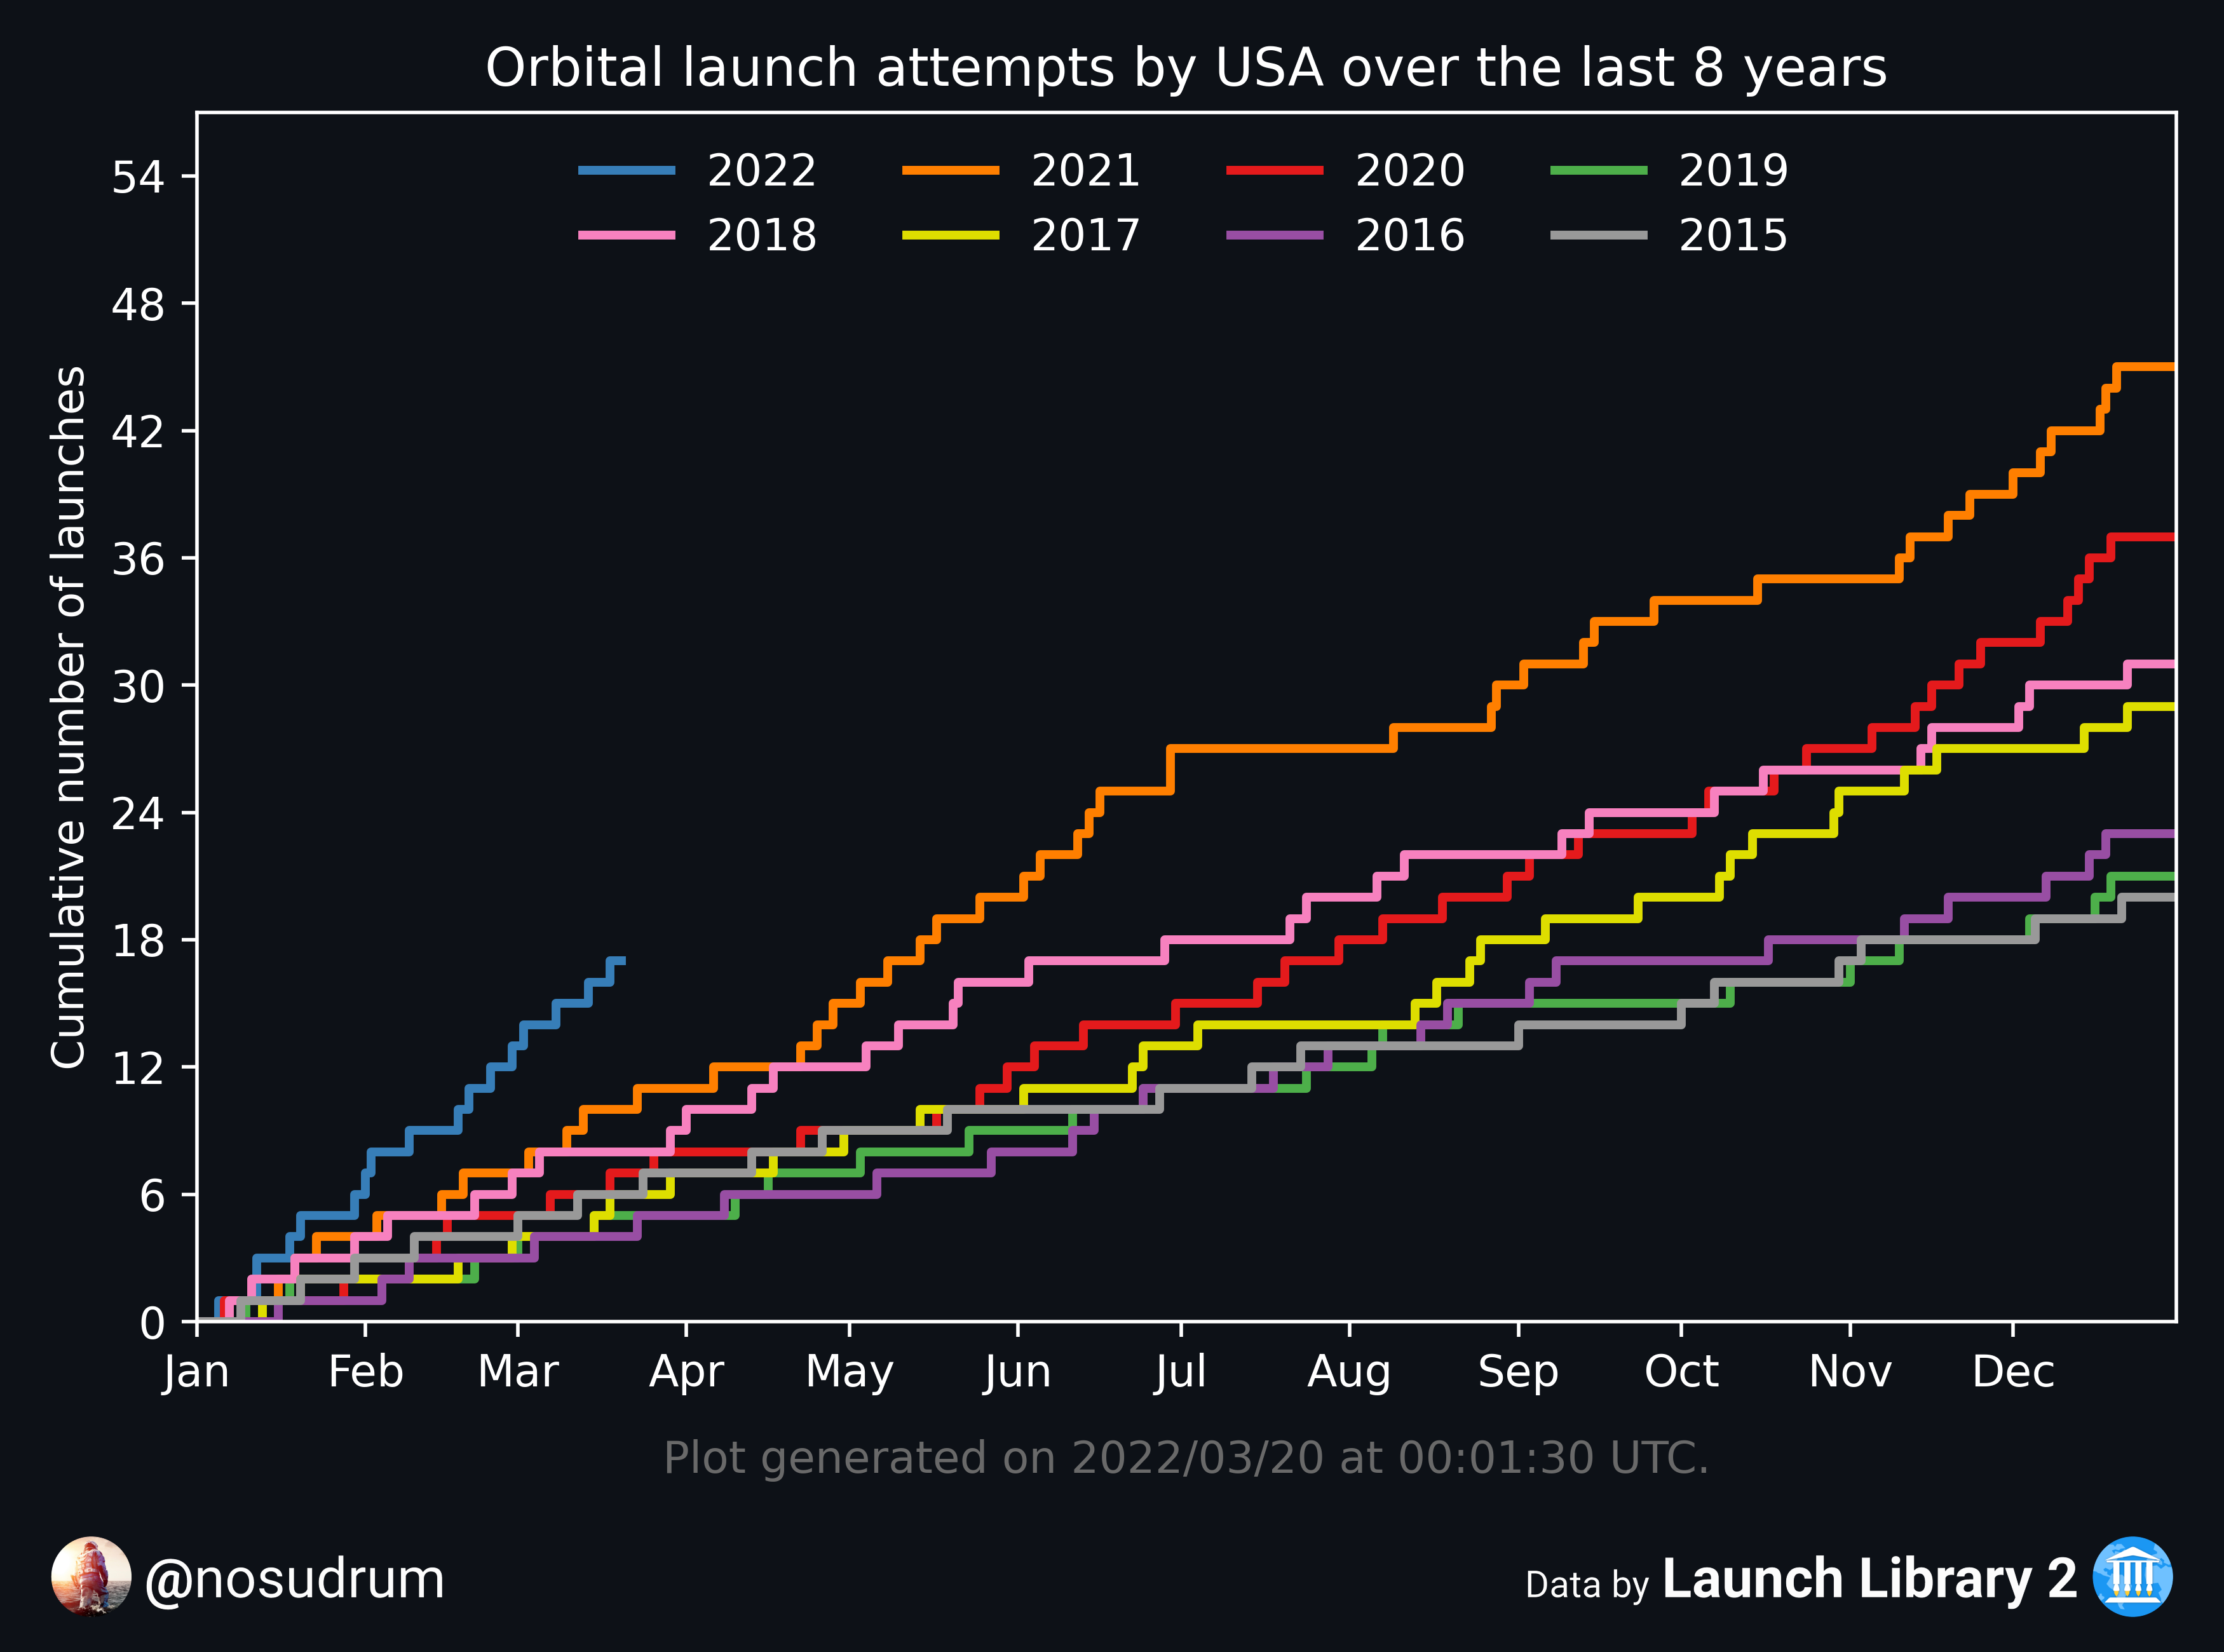 Orbital launch attempts by USA over the last 8 years
2022 2021 2020 2019
2018 2017 2016 2015
Cumulative number of launches
54
48
42
36
30
24
18
12
6
0
Jan Feb Mar Apr May Jun Jul Aug Sep Oct Nov Dec
Plot generated on 2022/03/20 at 00:01:30 UTC.
@nosudrum
Data by Launch Library 2